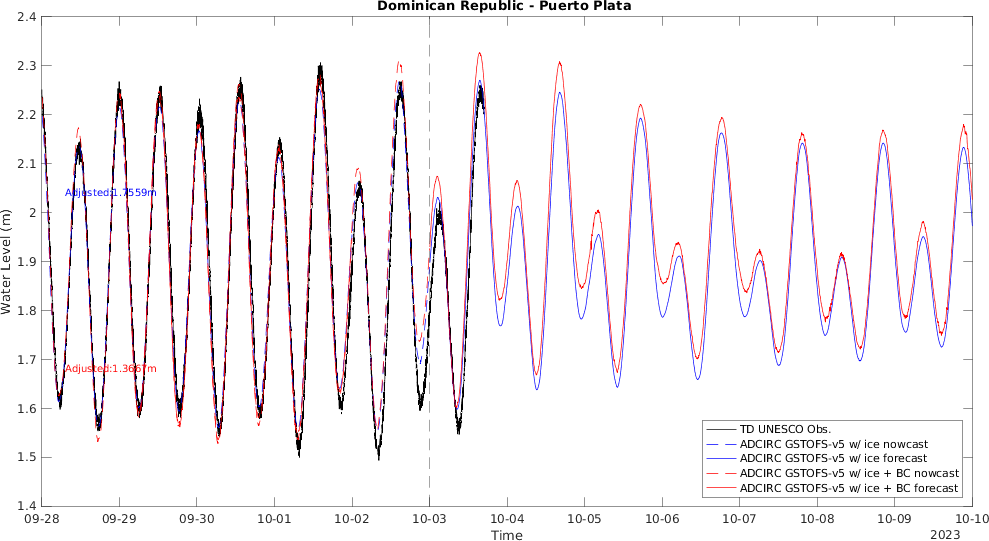 Dominican Republic - Puerto Plata
2.4
2.3
2.2
2.1
2
1.9
1.8
1.7
1.6
1.5
1.4
Water Level (m)
Adjusted:1.7559m
Adjusted:1.3667m
TD UNESCO Obs.
ADCIRC GSTOFS-v5 w/ ice nowcast
ADCIRC GSTOFS-v5 w/ ice forecast
ADCIRC GSTOFS-v5 w/ ice + BC nowcast
ADCIRC GSTOFS-v5 w/ ice + BC forecast
09-28 09-29 09-30 10-01 10-02 10-03 10-04 10-05 10-06 10-07 10-08 10-09 10-10
Time
2023